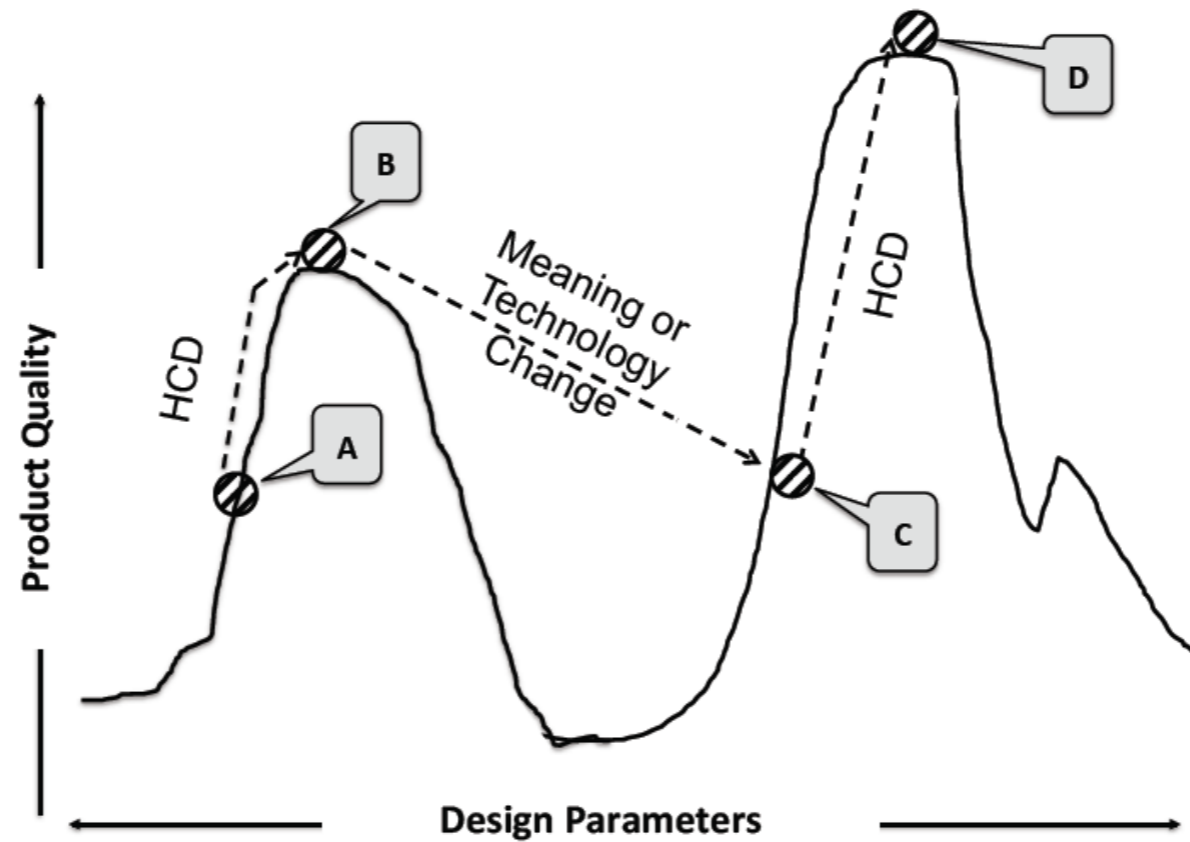 D
B
Meaning or
Technology
Change
HCD
HCD
A
C
Product Quality
Design Parameters